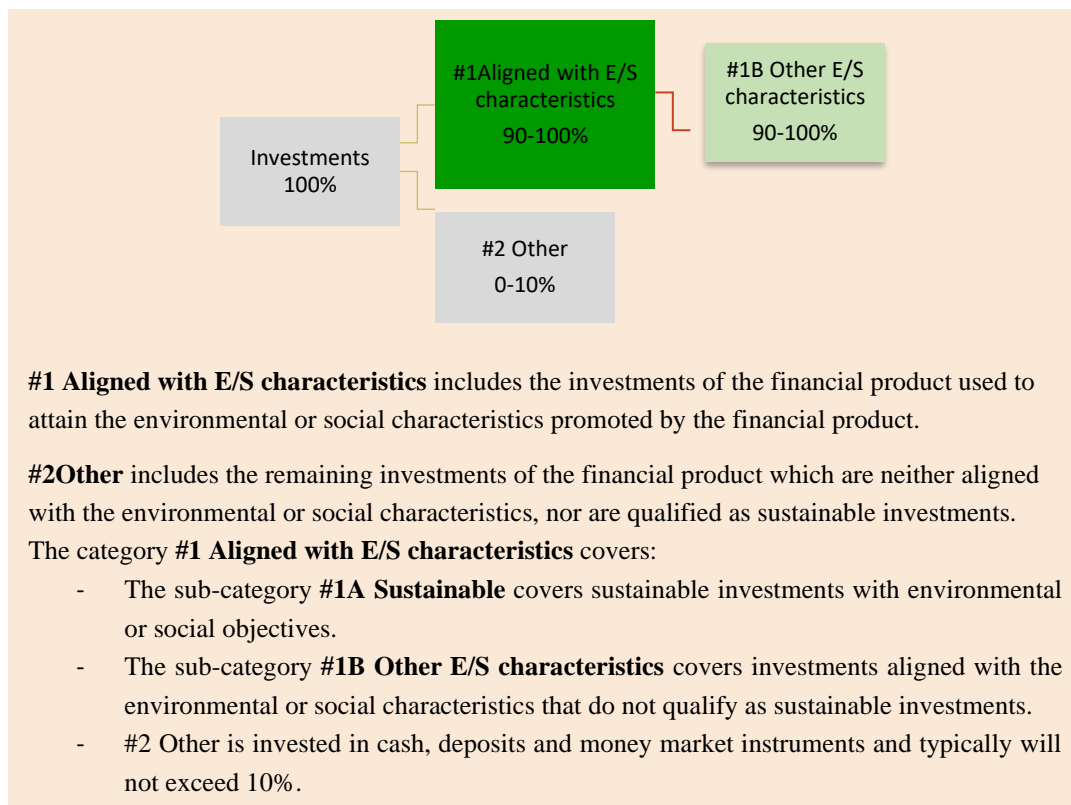 #1Aligned with E/S
characteristics
90-100%
#1B Other E/S
characteristics
90-100%
Investments
100%
#2 Other
0-10%
#1 Aligned with E/S characteristics includes the investments of the financial product used to
attain the environmental or social characteristics promoted by the financial product.
#2Other includes the remaining investments of the financial product which are neither aligned
with the environmental or social characteristics, nor are qualified as sustainable investments.
The category #1 Aligned with E/S characteristics covers:
- The sub-category #1A Sustainable covers sustainable investments with environmental
or social objectives.
- The sub-category #1B Other E/S characteristics covers investments aligned with the
environmental or social characteristics that do not qualify as sustainable investments.
- #2 Other is invested in cash, deposits and money market instruments and typically will
not exceed 10%.